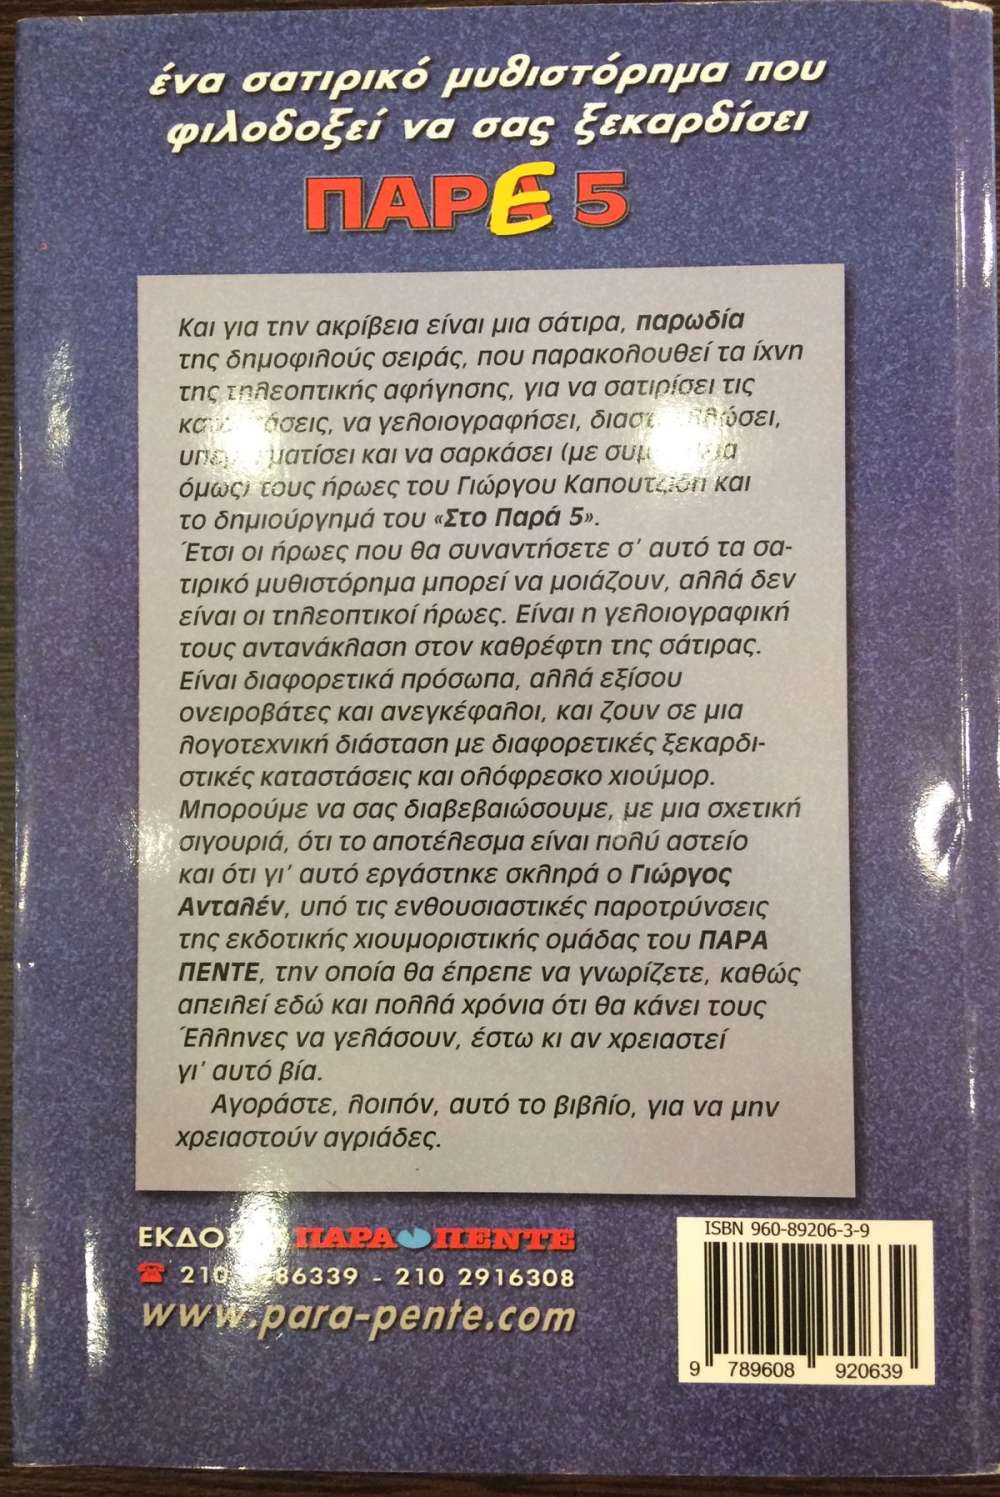 ένα σατιρικό μυθιστόρημα που
φιλοδοξεί να σας ξεκαρδίσει
ΠΑΡΕ 5
Και για την ακρίβεια είναι μια σάτιρα, παρωδία
της δημοφιλούς σειράς, που παρακολουθεί τα ίχνη
της τηλεοπτικής αφήγησης, για να σατιρίσει τις
να γελοιογραφήσει,
και να σαρκάσει (με
όμως) τους ήρωες του Γιώργου Καπουτζίδη και
το δημιούργημά του «Στο Παρά 5».
Έτσι οι ήρωες που θα συναντήσετε σ' αυτό τα σα-
τιρικό μυθιστόρημα μπορεί να μοιάζουν, αλλά δεν
είναι οι τηλεοπτικοί ήρωες. Είναι η γελοιογραφική
τους αντανάκλαση στον καθρέφτη της σάτιρας.
Είναι διαφορετικά πρόσωπα, αλλά εξίσου
ονειροβάτες και ανεγκέφαλοι, και ζουν σε μια
λογοτεχνική διάσταση με διαφορετικές ξεκαρδι-
στικές καταστάσεις και ολόφρεσκο χιούμορ.
Μπορούμε να σας διαβεβαιώσουμε, με μια σχετική
σιγουριά, ότι το αποτέλεσμα είναι πολύ αστείο
και ότι γι' αυτό εργάστηκε σκληρά ο Γιώργος
Ανταλέν, υπό τις ενθουσιαστικές παροτρύνσεις
της εκδοτικής χιουμοριστικής ομάδας του ΠΑΡΑ
ΠΕΝΤΕ, την οποία θα έπρεπε να γνωρίζετε, καθώς
απειλεί εδώ και πολλά χρόνια ότι θα κάνει τους
Έλληνες να γελάσουν, έστω κι αν χρειαστεί
γι' αυτό βία.
Αγοράστε, λοιπόν, αυτό το βιβλίο, για να μην
χρειαστούν αγριάδες.
ΠΑΡΑ ΠΕΝΤΕ
210 - 210 2916308
www.para-pente.com
ISBN 960-89206-3-9
9 789608 920639